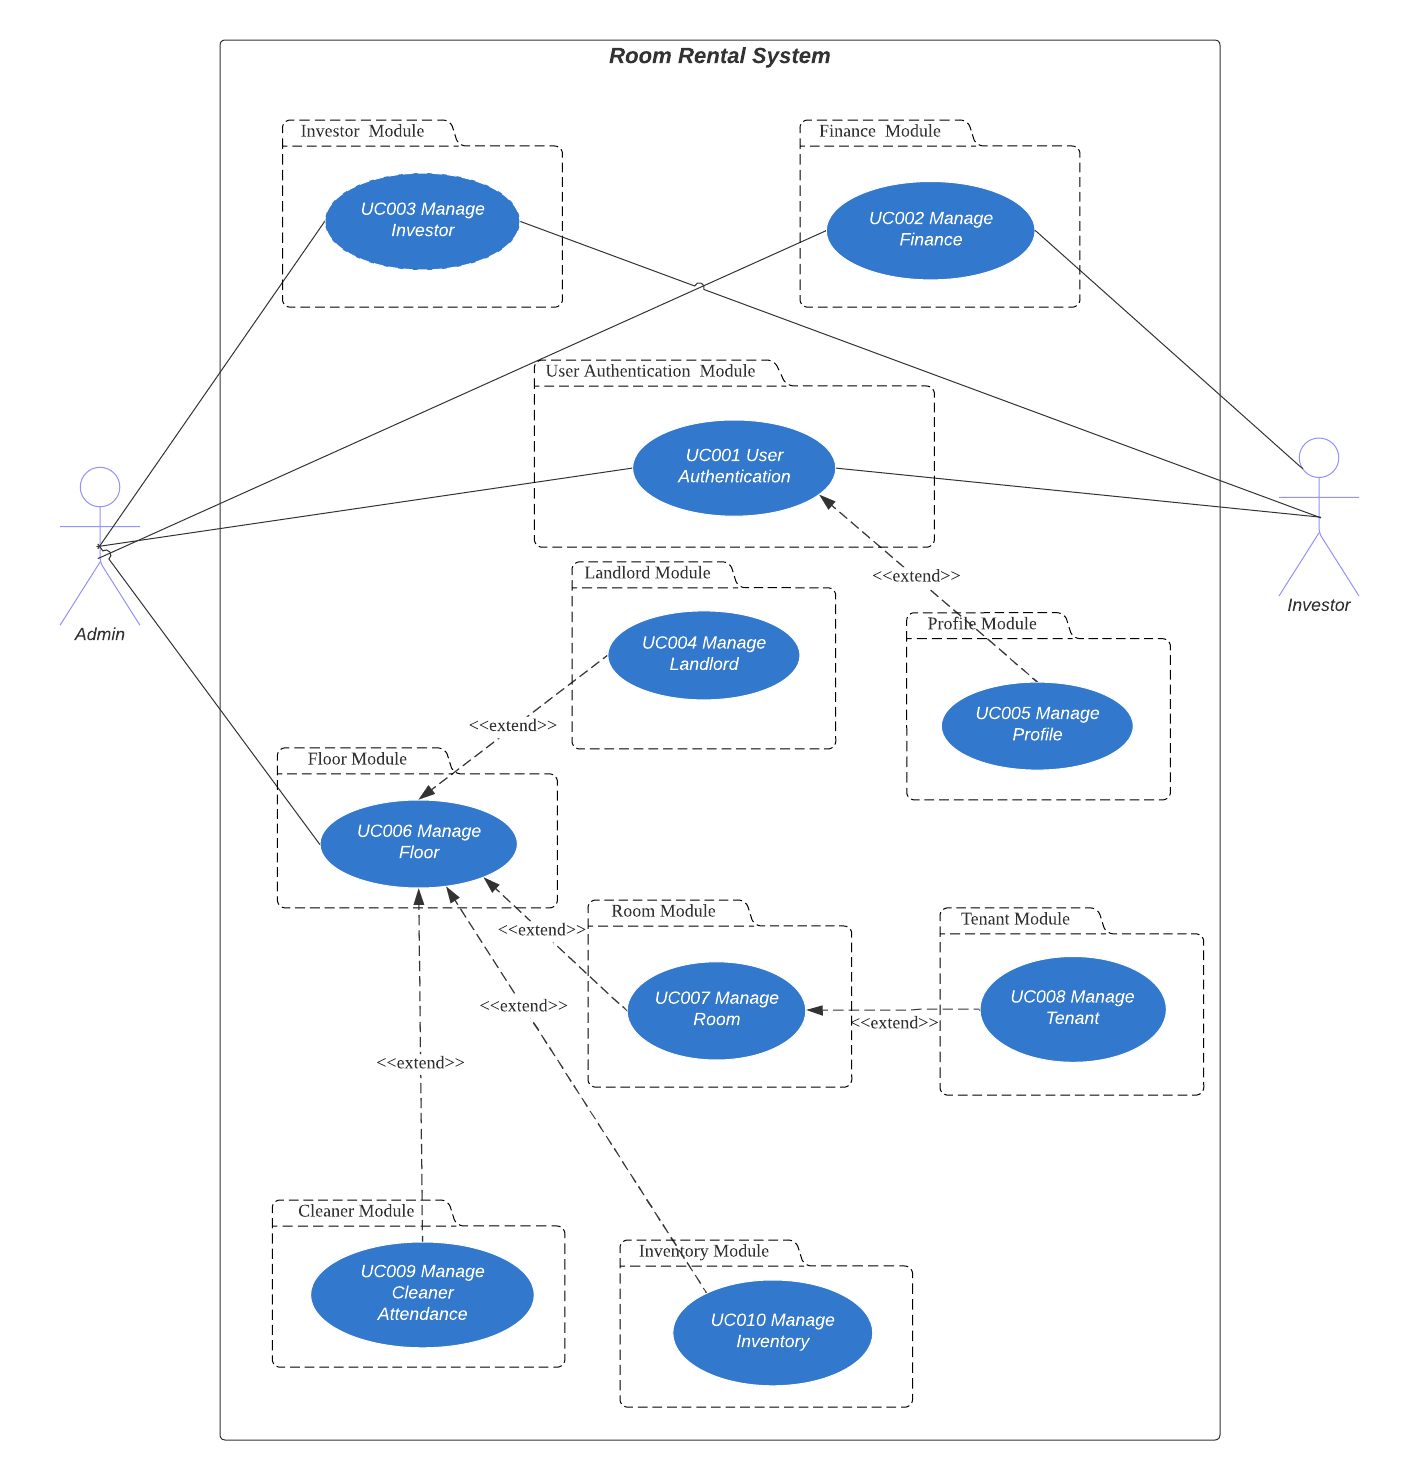 Room Rental System
Investor  Module
UC003 Manage
Investor
Finance  Module
UC002 Manage
Finance
User Authentication  Module
UC001 User
Authentication
Admin
Investor
<<extend>>
Landlord Module
UC004 Manage
Landlord
Profile Module
UC005 Manage
Profile
<<extend>>
Floor Module
UC006 Manage
Floor
<<extend>>
Room Module
UC007 Manage
Room
Tenant Module
UC008 Manage
Tenant
<<extend>>
<<extend>>
<<extend>>
Cleaner Module
UC009 Manage
Cleaner
Attendance
Inventory Module
UC010 Manage
Inventory